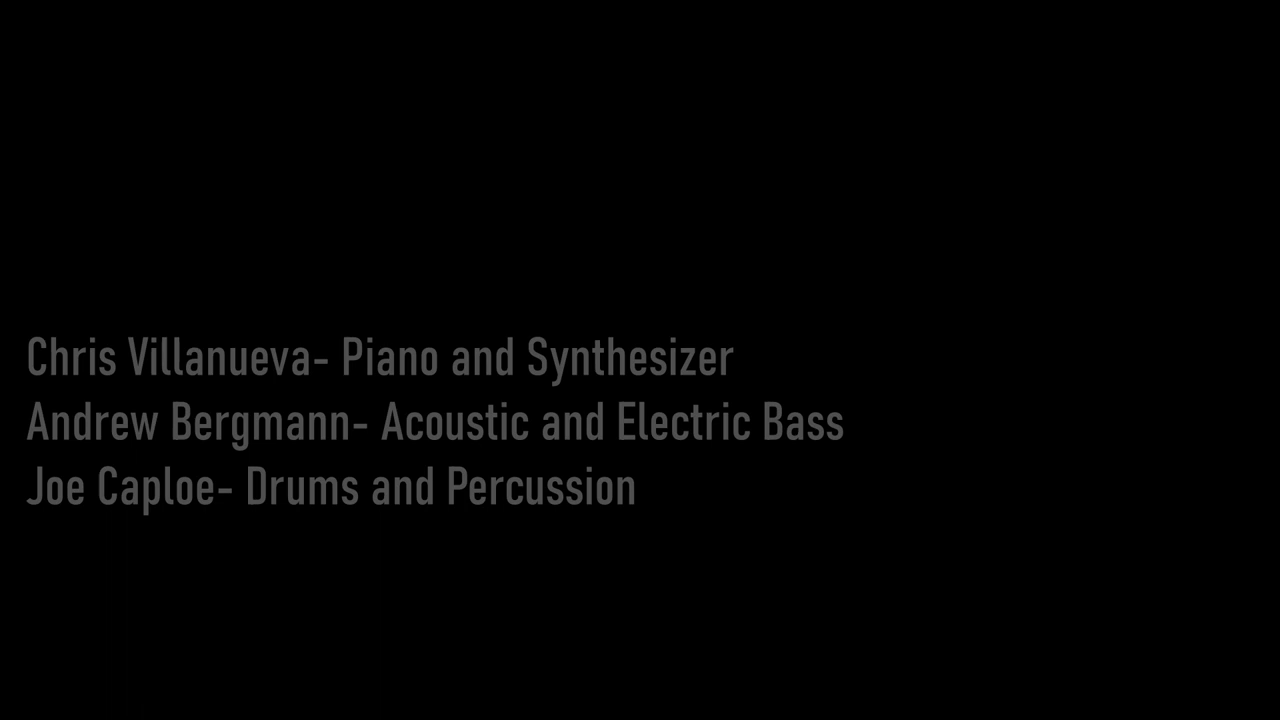 Chris Villanueva- Piano and Synthesizer
Andrew Bergmann- Acoustic and Electric Bass
Joe Caploe- Drums and Percussion